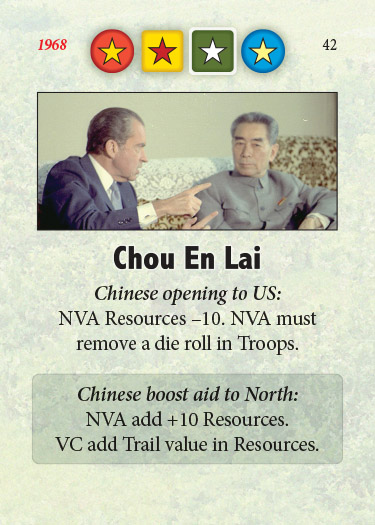 1968 42
Chou En Lai
Chinese opening to US:
NVA Resources –10. NVA must
remove a die roll in Troops.
Chinese boost aid to North:
NVA add +10 Resources.
VC add Trail value in Resources.